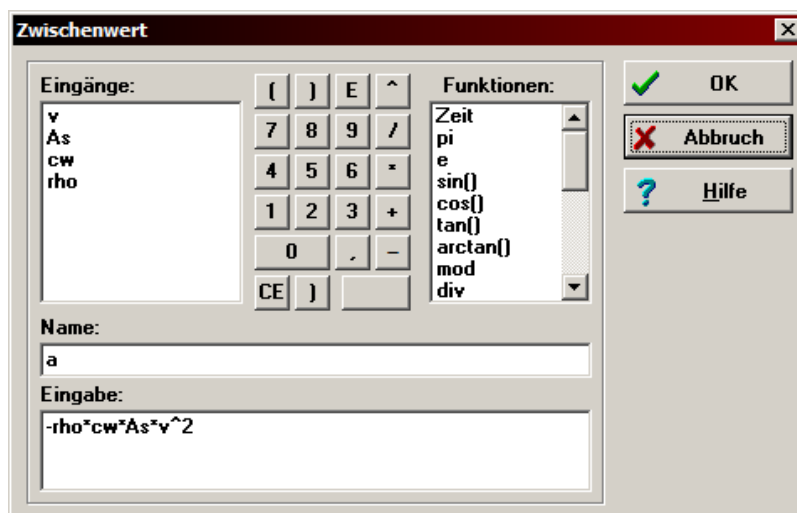 Zwischenwert
Eingänge:
v
As
cw
rho
( ) E ^
7 8 9 /
4 5 6 *
1 2 3 +
0 , −
CE )
Funktionen:
Zeit
pi
e
sin()
cos()
tan()
arctan()
mod
div
OK
Abbruch
Hilfe
Name:
a
Eingabe:
-rho*cw*As*v^2